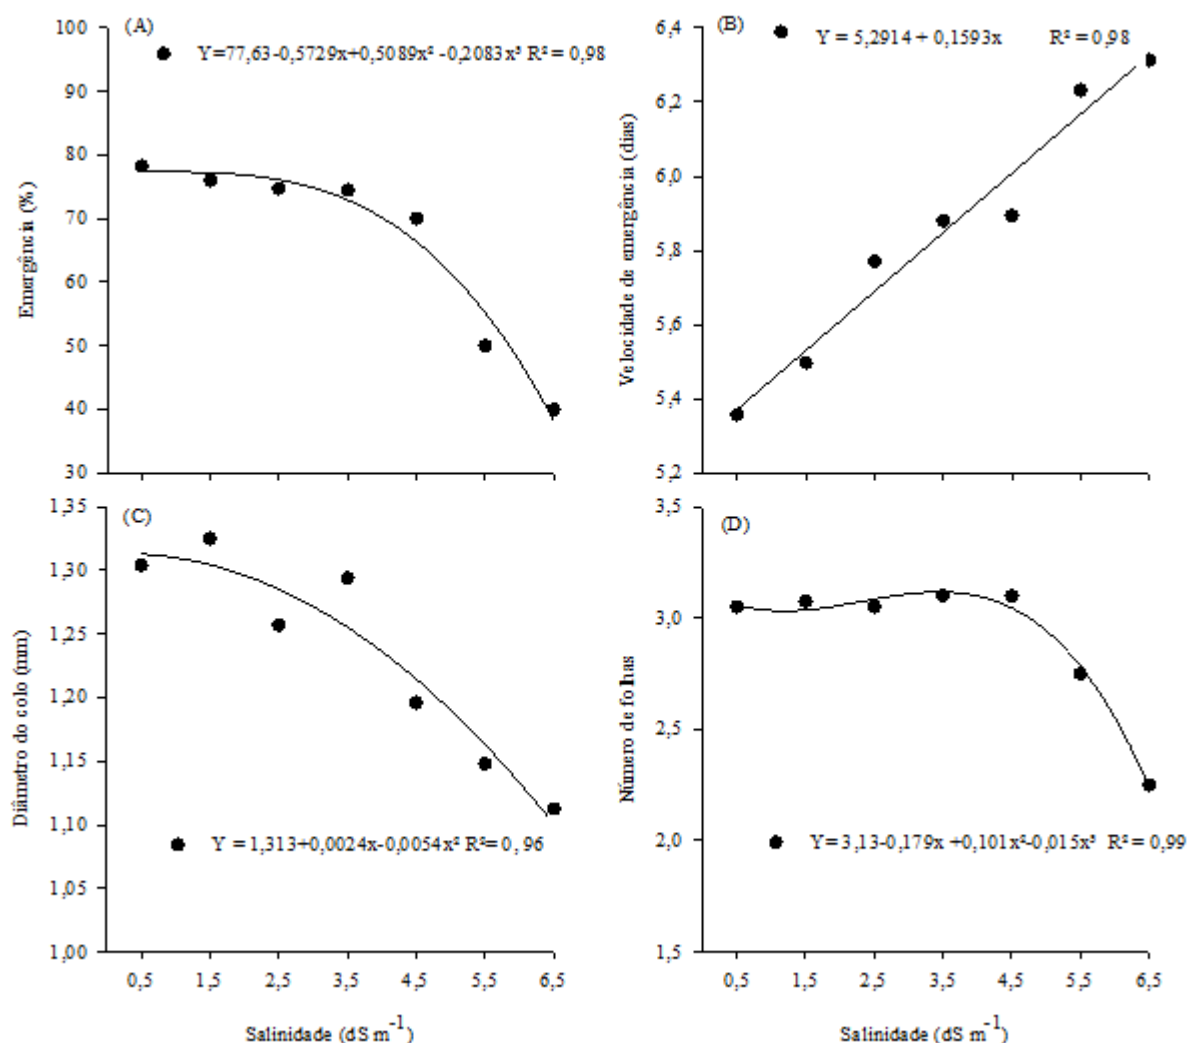 (A)
Y=77,63-0,5729x+0,5089x² -0,2083x³ R² = 0,98
100
90
80
70
60
50
40
30
Emergência (%)
(B)
Y = 5,2914 + 0,1593x R² = 0,98
6,4
6,2
6,0
5,8
5,6
5,4
5,2
Velocidade de emergência (dias)
(C)
1,35
1,30
1,25
1,20
1,15
1,10
1,05
1,00
Diâmetro do colo (mm)
Y = 1,313+0,0024x-0,0054x² R²= 0, 96
0,5 1,5 2,5 3,5 4,5 5,5 6,5
Salinidade (dS m⁻¹)
(D)
3,5
3,0
2,5
2,0
1,5
Número de folhas
Y= 3,13-0,179x +0,101x²-0,015x³ R² = 0,99
0,5 1,5 2,5 3,5 4,5 5,5 6,5
Salinidade (dS m⁻¹)